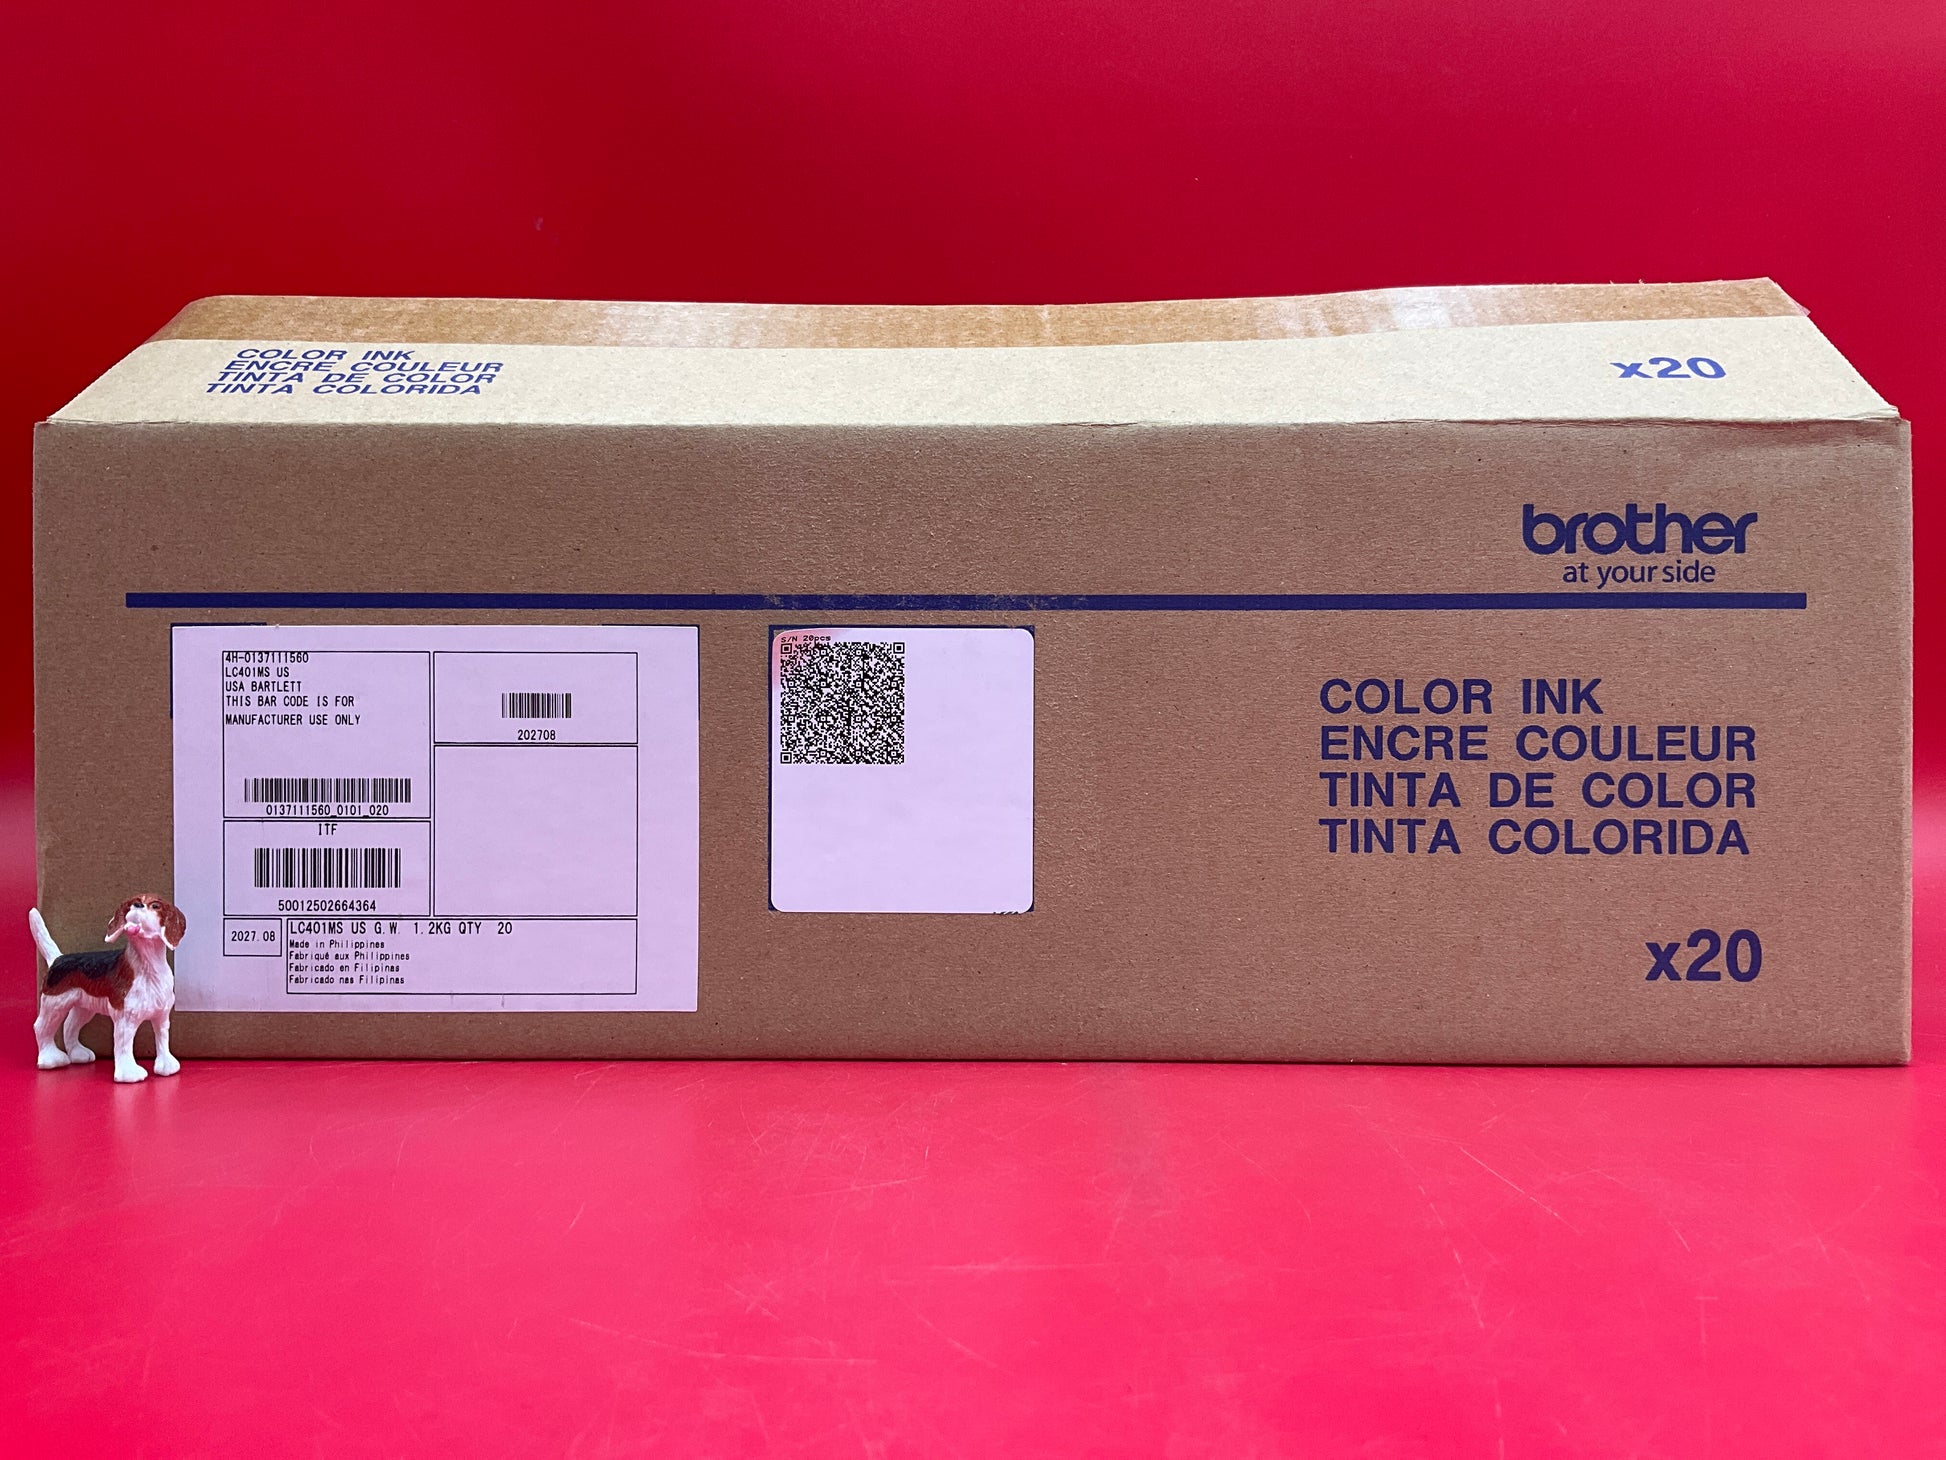 COLOR INK
ENCRE COULEUR
TINTA DE COLOR
TINTA COLORIDA
x20
brother
at your side
4H-0137111560
LC401MS US
USA BARTLETT
THIS BAR CODE IS FOR
MANUFACTURER USE ONLY
0137111560_0101_020
ITF
50012502664364
202708
2027.08
LC401MS US G.W. 1.2KG QTY 20
Made in Philippines
Fabriqué aux Philippines
Fabricado en Filipinas
Fabricado nas Filipinas
S/N 20pcs
COLOR INK
ENCRE COULEUR
TINTA DE COLOR
TINTA COLORIDA
x20